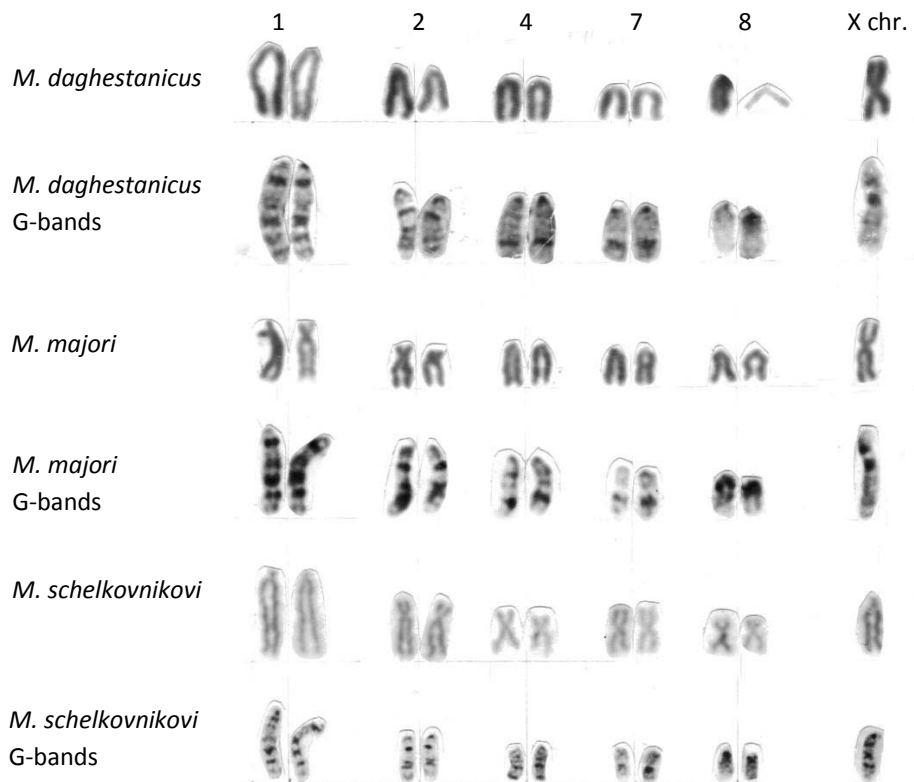 1 2 4 7 8 X chr.
M. daghestanicus
M. daghestanicus
G-bands
M. majori
M. majori
G-bands
M. schelkovnikovi
M. schelkovnikovi
G-bands